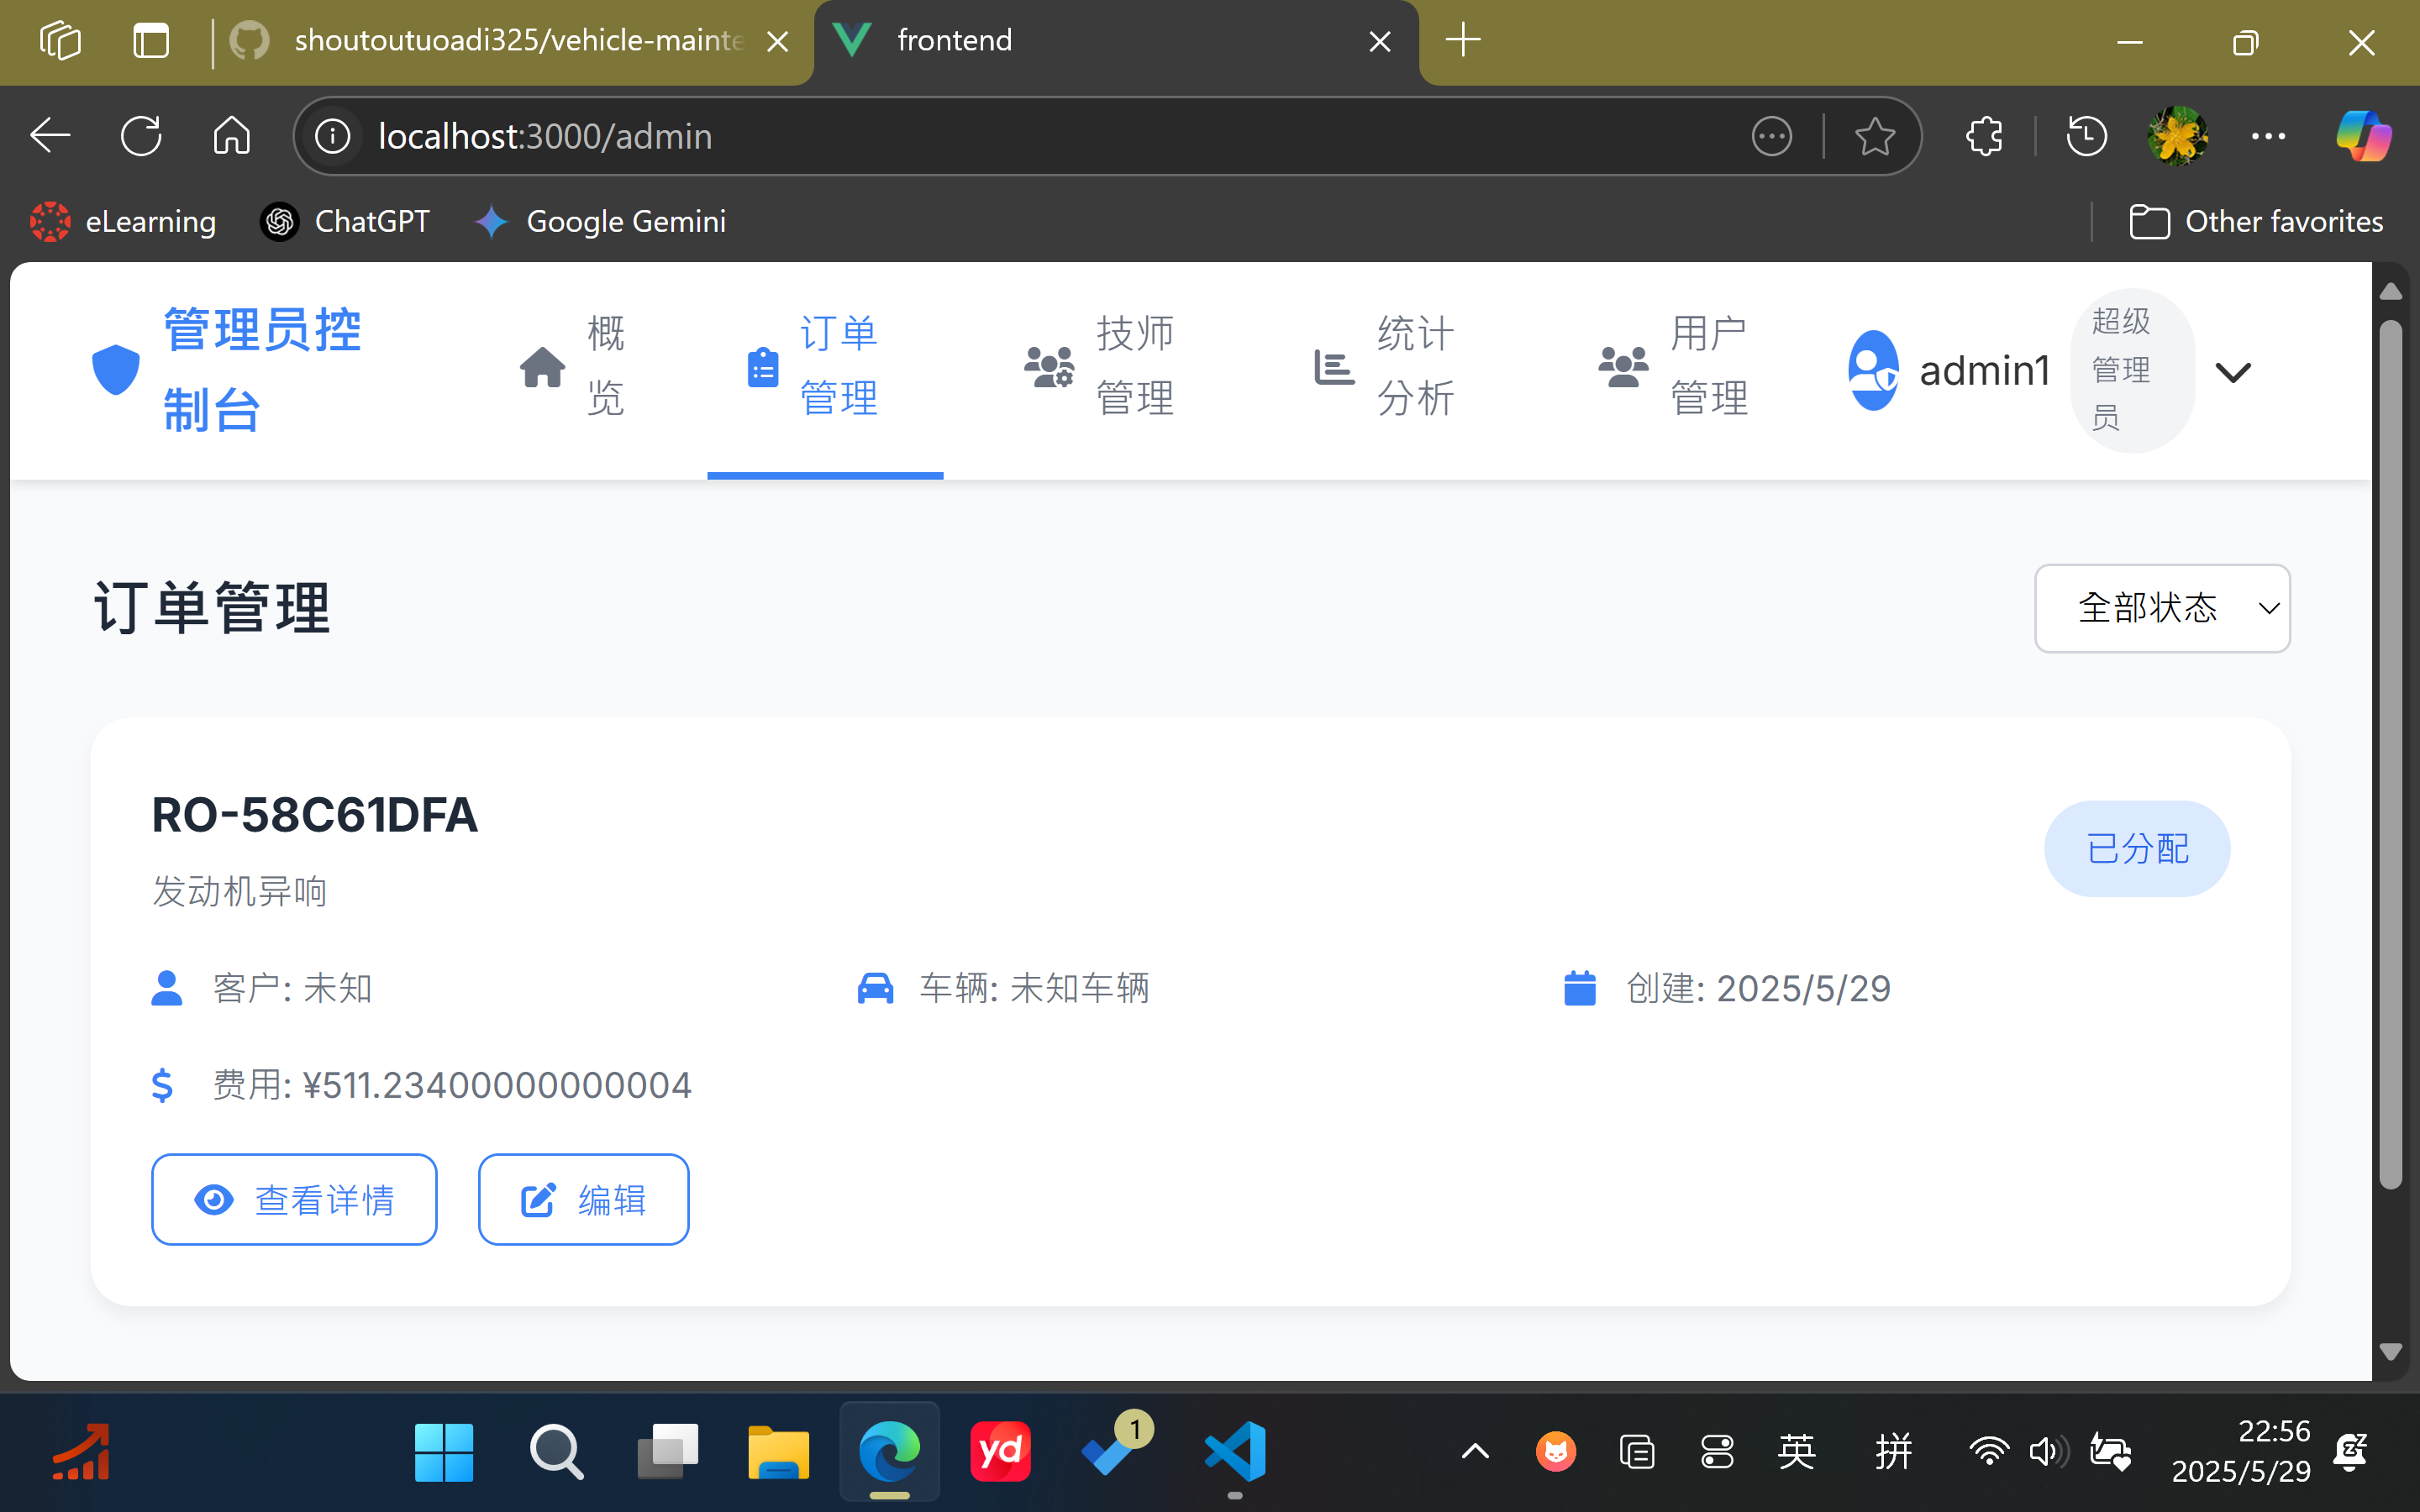 shoutoutuoadi325/vehicle-mainte
frontend
localhost:3000/admin
eLearning
ChatGPT
Google Gemini
Other favorites
管理员控
制台
概
览
订单
管理
技师
管理
统计
分析
用户
管理
admin1
超级
管理
员
订单管理
全部状态
RO-58C61DFA
已分配
发动机异响
客户: 未知
车辆: 未知车辆
创建: 2025/5/29
费用: ¥511.23400000000004
查看详情
编辑
yd
1
英
拼
22:56
2025/5/29